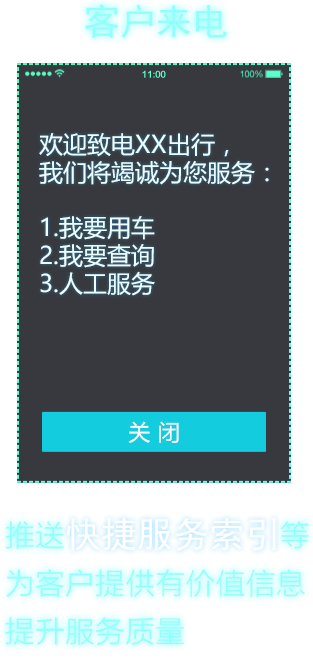 客户来电
11:00
100%
欢迎致电XX出行，
我们将竭诚为您服务：
1.我要用车
2.我要查询
3.人工服务
关 闭
推送快捷服务索引等
为客户提供有价值信息
提升服务质量